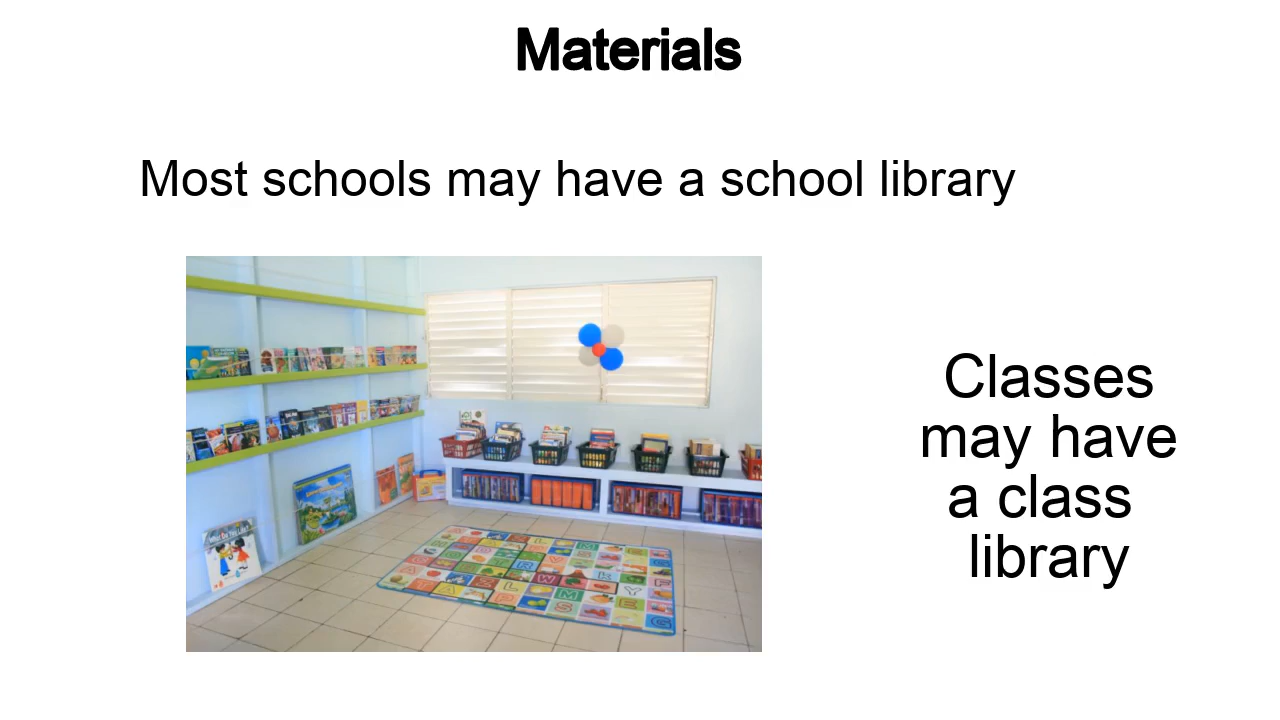 Materials
Most schools may have a school library
Classes
may have
a class
library